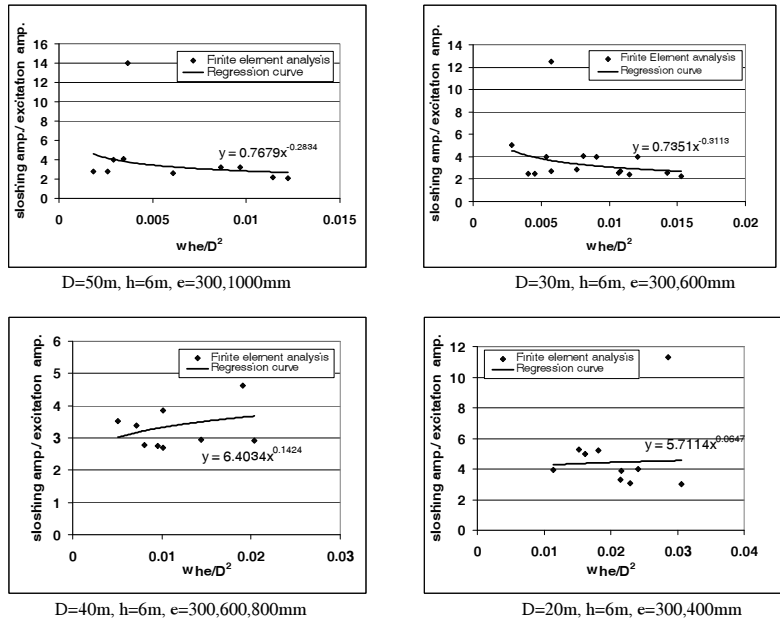 sloshing amp./ excitation amp.
16
14
12
10
8
6
4
2
0
Finite element analysis
Regression curve
y = 0.7679x^-0.2834
0 0.005 0.01 0.015
whe/D²
D=50m, h=6m, e=300,1000mm
sloshing amp./ excitation amp.
14
12
10
8
6
4
2
0
Finite Element avnalysis
Regression curve
y = 0.7351x^-0.3113
0 0.005 0.01 0.015 0.02
whe/D²
D=30m, h=6m, e=300,600mm
sloshing amp./ excitation amp.
6
5
4
3
2
1
0
Finite element analysis
Regression curve
y = 6.4034x^0.1424
0 0.01 0.02 0.03
whe/D²
D=40m, h=6m, e=300,600,800mm
sloshing amp./ excitation amp.
12
10
8
6
4
2
0
Finite element analysis
Regression curve
y = 5.7114x^0.0647
0 0.01 0.02 0.03 0.04
whe/D²
D=20m, h=6m, e=300,400mm